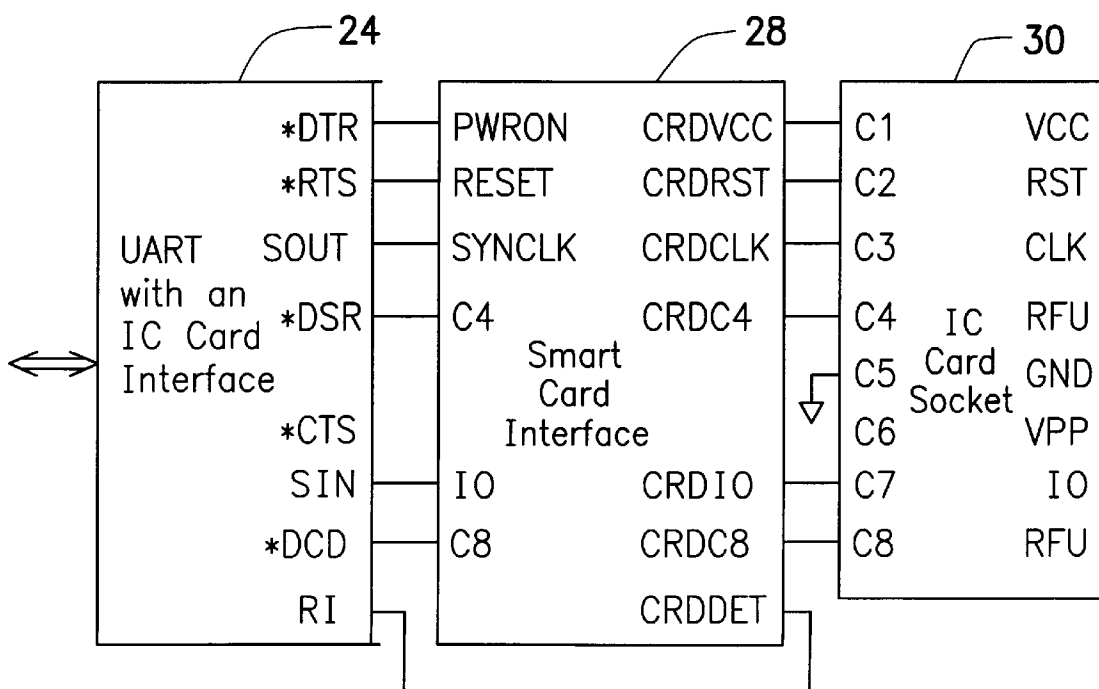 24
28
30
*DTR PWRON CRDVCC C1 VCC
*RTS RESET CRDRST C2 RST
UART SOUT SYNCLK CRDCLK C3 CLK
with an
IC Card
Interface
*DSR C4 CRDC4 C4 RFU
Smart
Card
Interface
IC
Card
Socket
C5 GND
*CTS C6 VPP
SIN IO CRDIO C7 IO
*DCD C8 CRDC8 C8 RFU
RI CRDDET